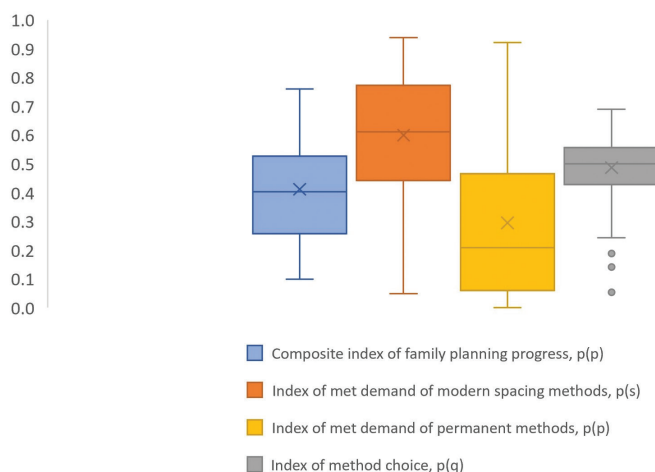 1.0
0.9
0.8
0.7
0.6
0.5
0.4
0.3
0.2
0.1
0.0
Composite index of family planning progress, p(p)
Index of met demand of modern spacing methods, p(s)
Index of met demand of permanent methods, p(p)
Index of method choice, p(q)